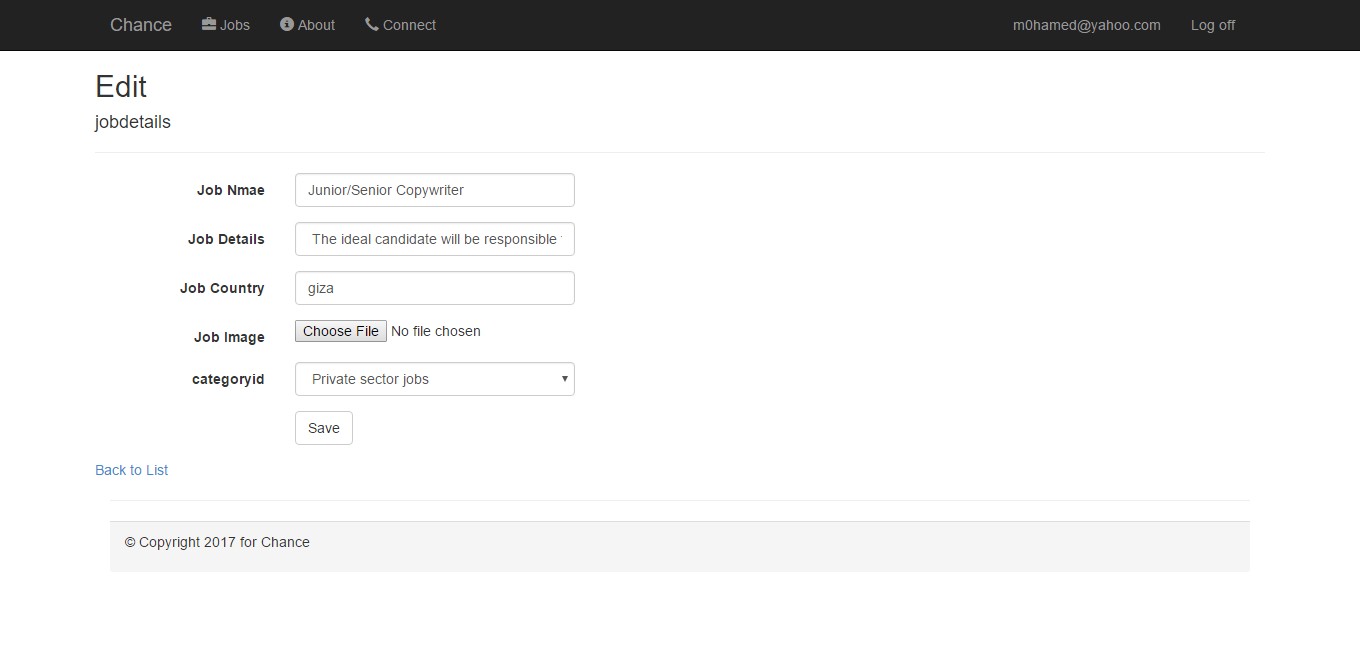 Chance Jobs About Connect m0hamed@yahoo.com Log off
Edit
jobdetails
Job Nmae Junior/Senior Copywriter
Job Details The ideal candidate will be responsible
Job Country giza
Job Image Choose File No file chosen
categoryid Private sector jobs
Save
Back to List
© Copyright 2017 for Chance